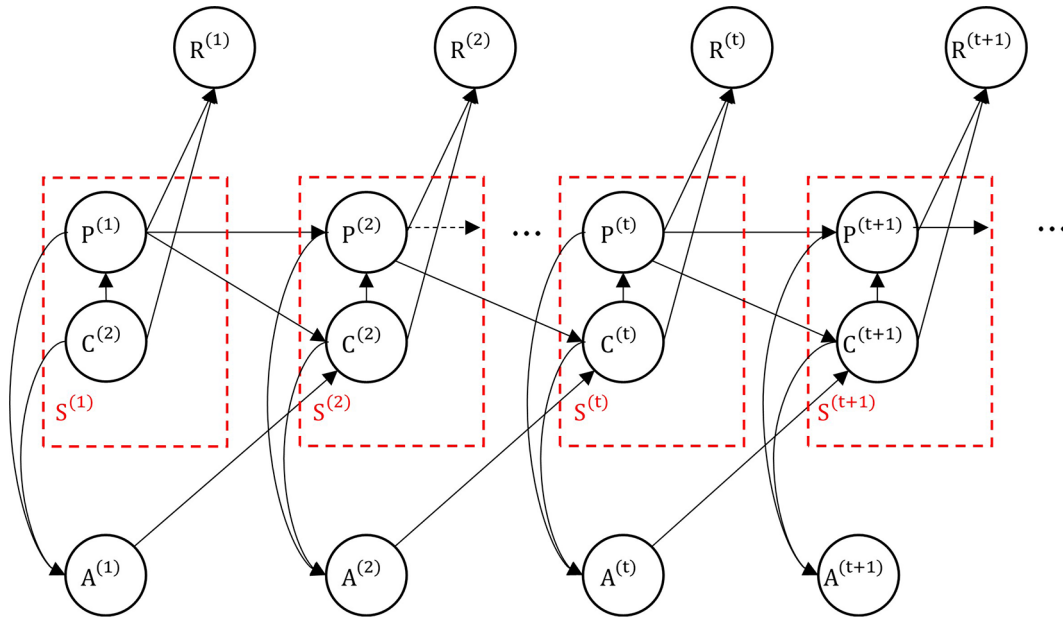 R^(1) R^(2) R^(t) R^(t+1)
P^(1) P^(2) ... P^(t) P^(t+1) ...
C^(2) C^(2) C^(t) C^(t+1)
S^(1) S^(2) S^(t) S^(t+1)
A^(1) A^(2) A^(t) A^(t+1)